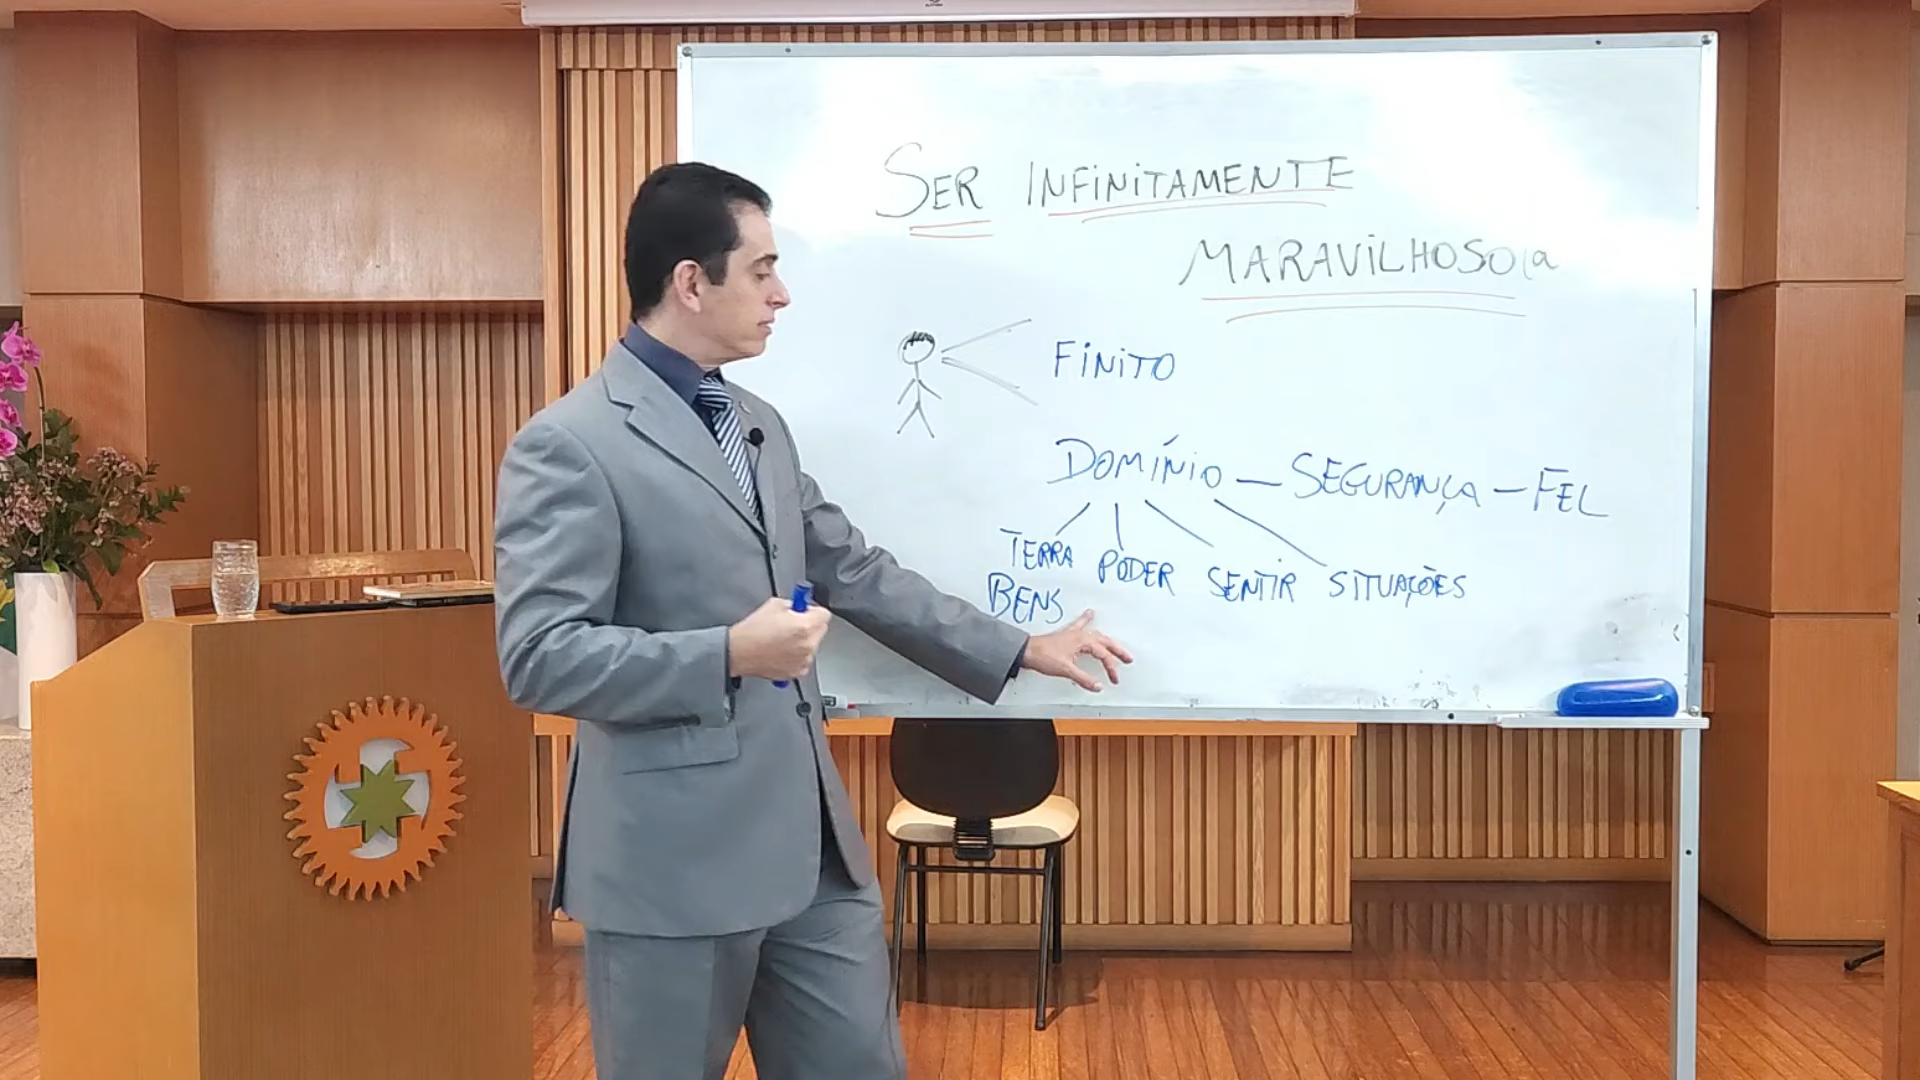 SER INFINITAMENTE
MARAVILHOSO(a
FINITO
DOMÍNIO — SEGURANÇA — FEL
TERRA PODER SENTIR SITUAÇÕES
BENS